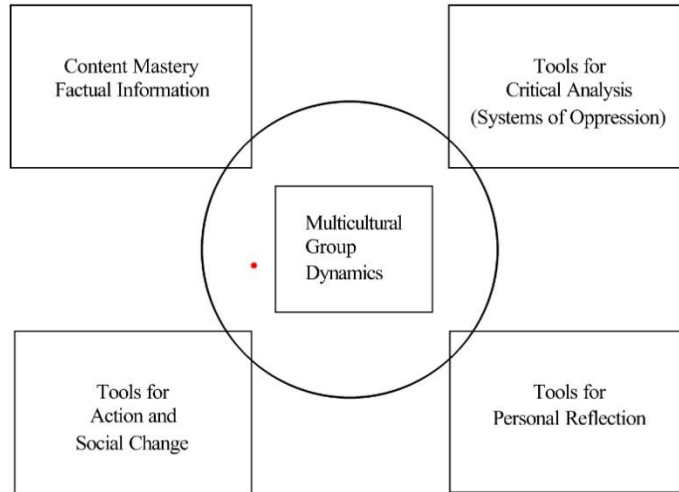 Content Mastery
Factual Information
Tools for
Critical Analysis
(Systems of Oppression)
Multicultural
Group
Dynamics
Tools for
Action and
Social Change
Tools for
Personal Reflection